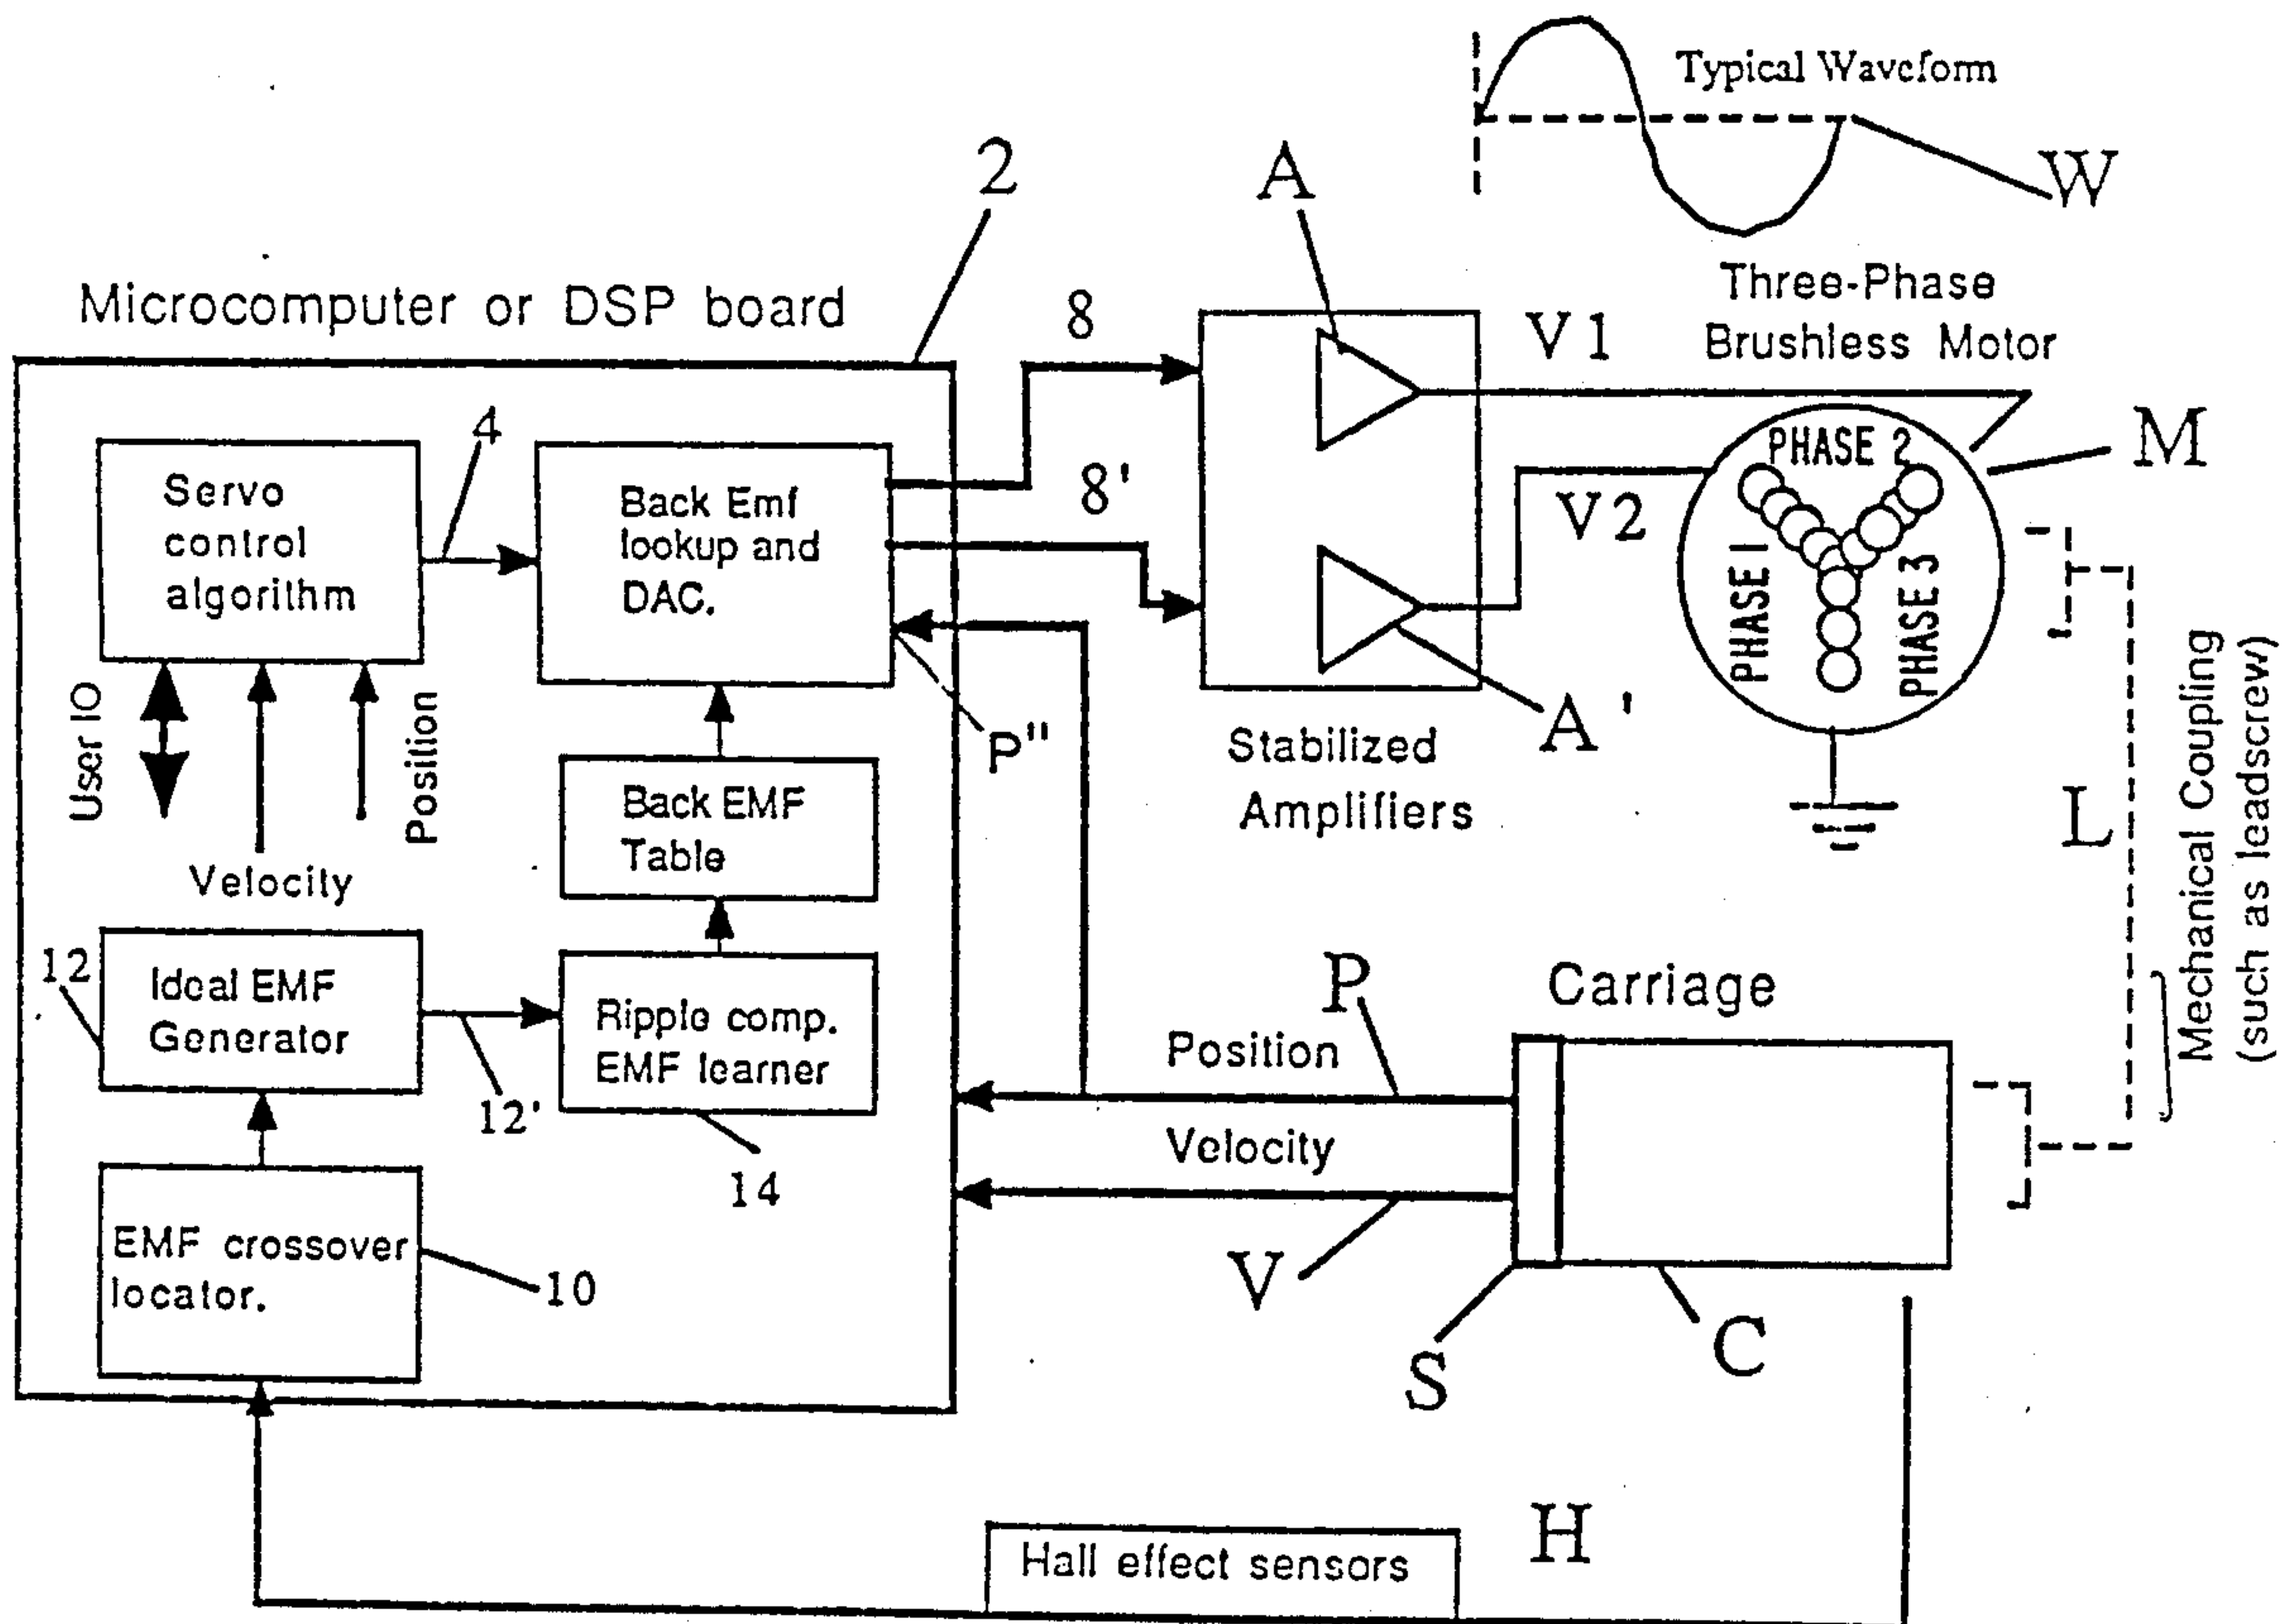 Typical Waveform
W
2
A
Microcomputer or DSP board
8
V1
Three-Phase
Brushless Motor
4
Servo
control
algorithm
Back Emf
lookup and
DAC.
8'
V2
PHASE 2
PHASE 1
PHASE 3
M
User IO
Velocity
Position
P"
A'
Stabilized
Amplifiers
L
Mechanical Coupling
(such as leadscrew)
Back EMF
Table
12
Ideal EMF
Generator
12'
Ripple comp.
EMF learner
14
P
Position
Velocity
V
Carriage
S
C
EMF crossover
locator.
10
H
Hall effect sensors